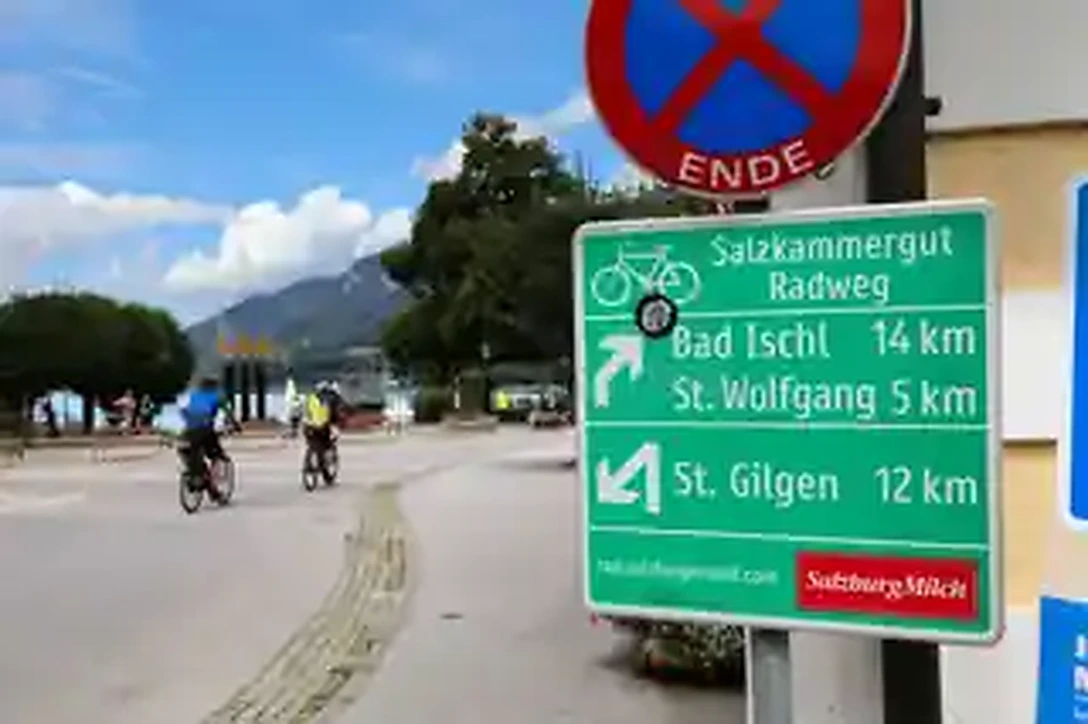 ENDE
Salzkammergut
Radweg
Bad Ischl 14 km
St. Wolfgang 5 km
St. Gilgen 12 km
SalzburgMilch